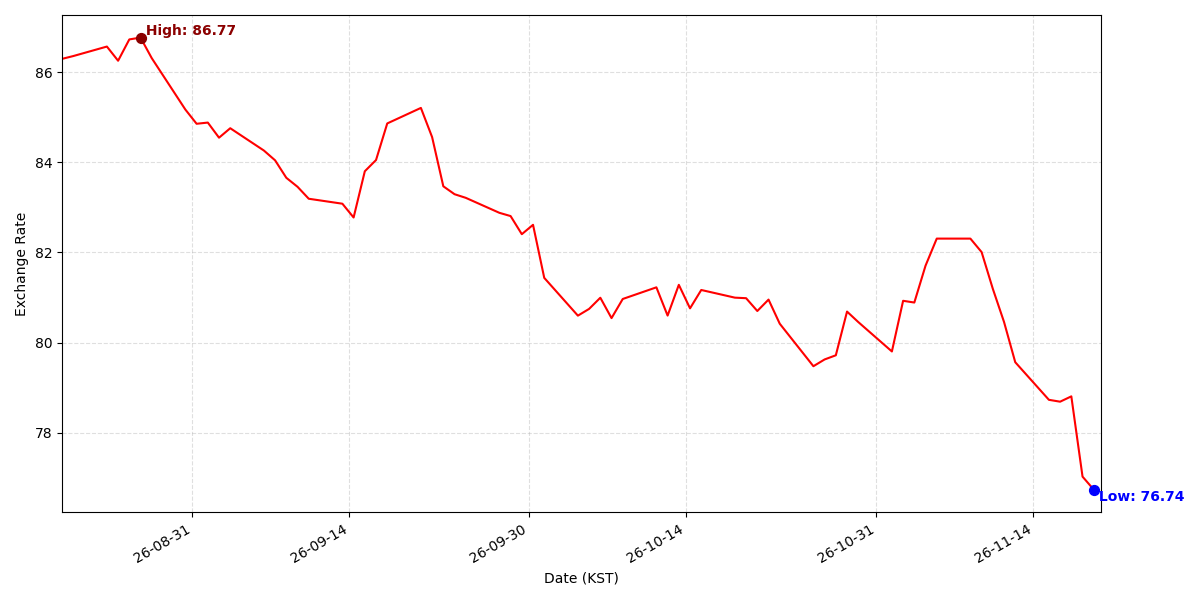 High: 86.77
86
84
82
80
78
Exchange Rate
Low: 76.74
26-08-31
26-09-14
26-09-30
26-10-14
26-10-31
26-11-14
Date (KST)